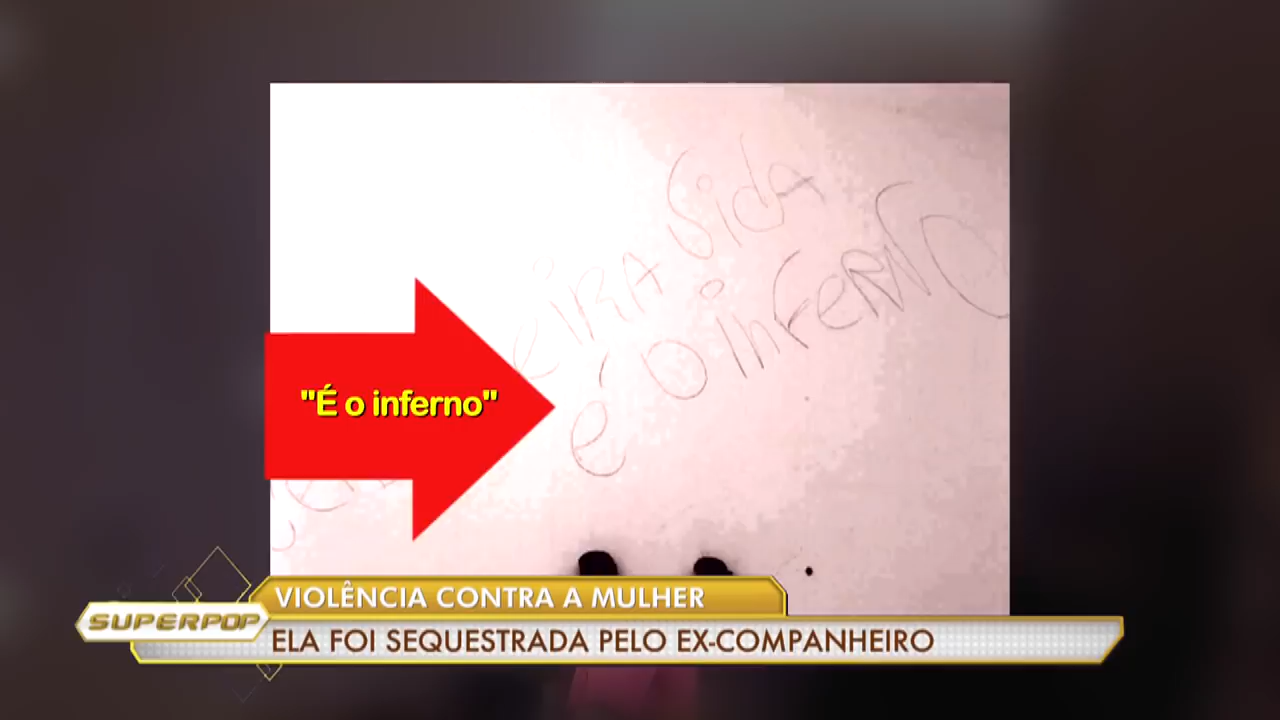 vida
é o inferno
"É o inferno"
VIOLÊNCIA CONTRA A MULHER
SUPERPOP
ELA FOI SEQUESTRADA PELO EX-COMPANHEIRO